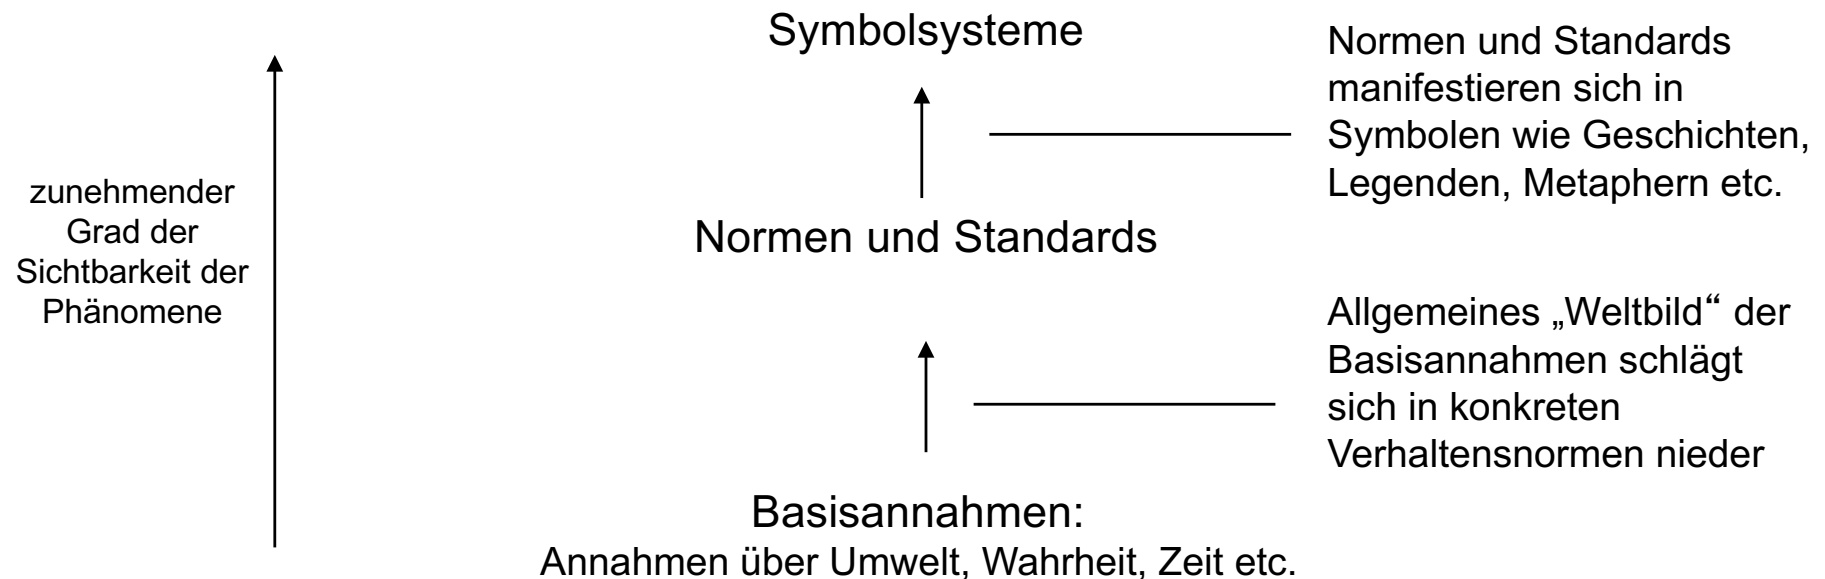 Symbolsysteme
Normen und Standards
manifestieren sich in
Symbolen wie Geschichten,
Legenden, Metaphern etc.
zunehmender
Grad der
Sichtbarkeit der
Phänomene
Normen und Standards
Allgemeines „Weltbild“ der
Basisannahmen schlägt
sich in konkreten
Verhaltensnormen nieder
Basisannahmen:
Annahmen über Umwelt, Wahrheit, Zeit etc.